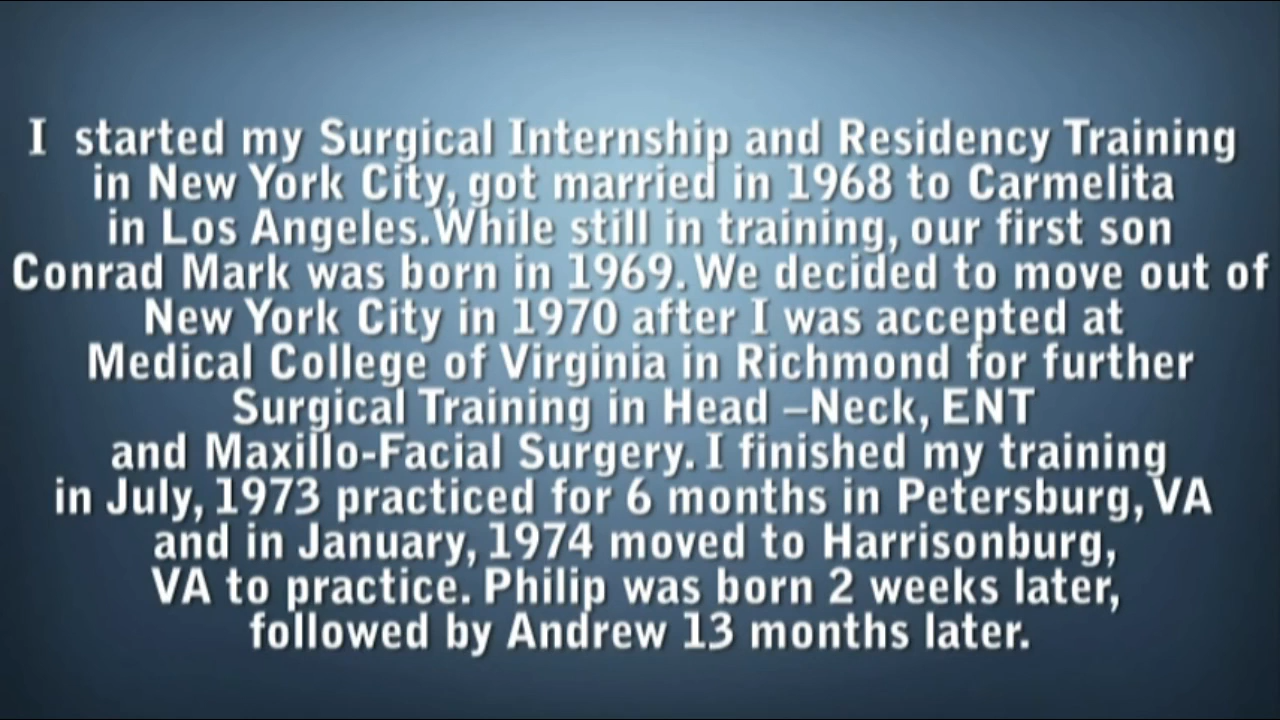 I  started my Surgical Internship and Residency Training
in New York City, got married in 1968 to Carmelita
in Los Angeles.While still in training, our first son
Conrad Mark was born in 1969. We decided to move out of
New York City in 1970 after I was accepted at
Medical College of Virginia in Richmond for further
Surgical Training in Head –Neck, ENT
and Maxillo-Facial Surgery. I finished my training
in July, 1973 practiced for 6 months in Petersburg, VA
and in January, 1974 moved to Harrisonburg,
VA to practice. Philip was born 2 weeks later,
followed by Andrew 13 months later.